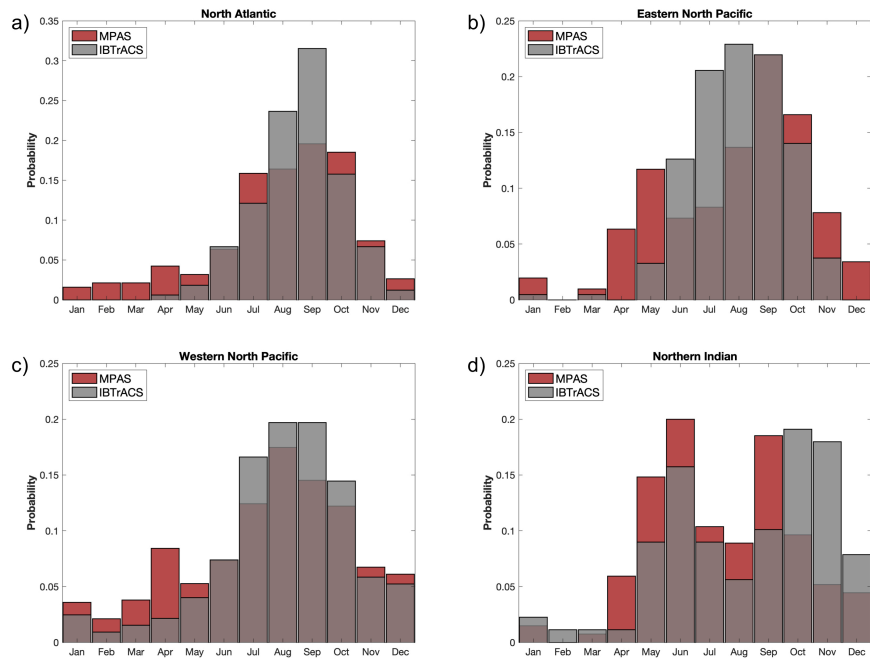 a)
North Atlantic
MPAS
IBTrACS
0.35
0.3
0.25
0.2
0.15
0.1
0.05
0
Probability
Jan Feb Mar Apr May Jun Jul Aug Sep Oct Nov Dec
b)
Eastern North Pacific
MPAS
IBTrACS
0.25
0.2
0.15
0.1
0.05
0
Probability
Jan Feb Mar Apr May Jun Jul Aug Sep Oct Nov Dec
c)
Western North Pacific
MPAS
IBTrACS
0.25
0.2
0.15
0.1
0.05
0
Probability
Jan Feb Mar Apr May Jun Jul Aug Sep Oct Nov Dec
d)
Northern Indian
MPAS
IBTrACS
0.25
0.2
0.15
0.1
0.05
0
Probability
Jan Feb Mar Apr May Jun Jul Aug Sep Oct Nov Dec